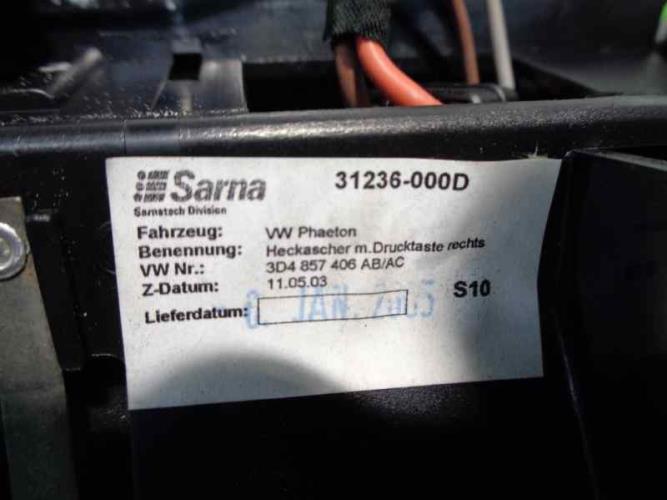 Sarna
Sarnatech Division
31236-000D
Fahrzeug: VW Phaeton
Benennung: Heckascher m.Drucktaste rechts
VW Nr.: 3D4 857 406 AB/AC
Z-Datum: 11.05.03
S10
Lieferdatum: